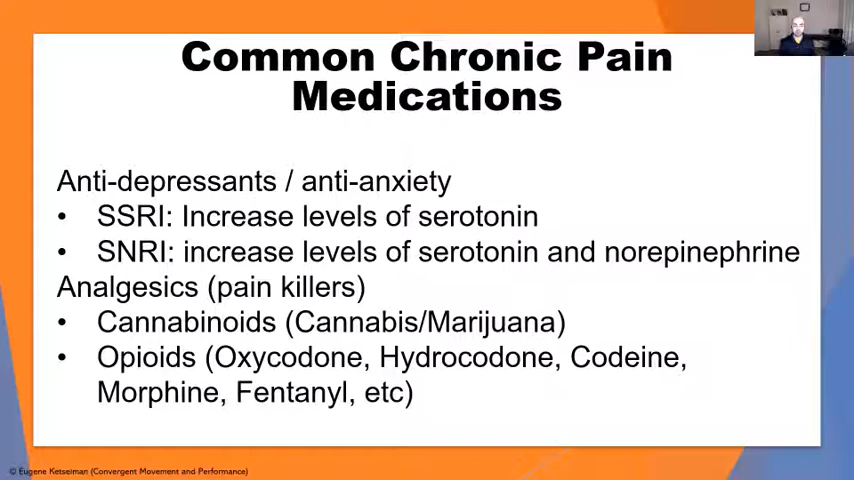 Common Chronic Pain
Medications
Anti-depressants / anti-anxiety
• SSRI: Increase levels of serotonin
• SNRI: increase levels of serotonin and norepinephrine
Analgesics (pain killers)
• Cannabinoids (Cannabis/Marijuana)
• Opioids (Oxycodone, Hydrocodone, Codeine,
Morphine, Fentanyl, etc)
© Eugene Ketselman (Convergent Movement and Performance)